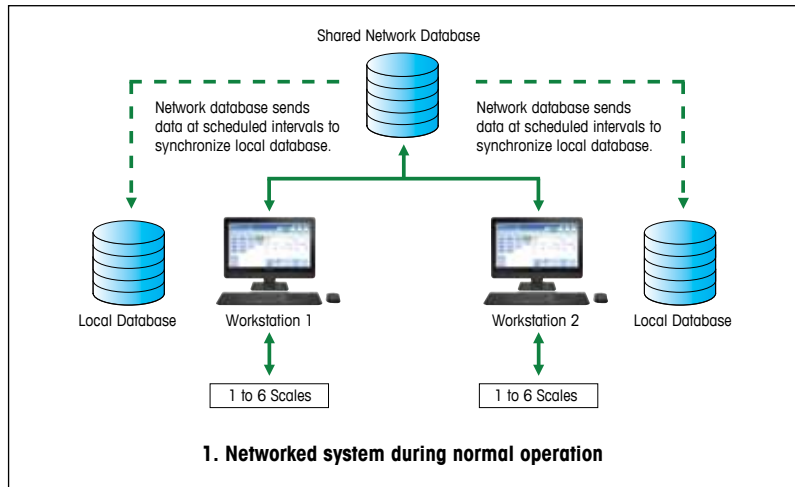 Shared Network Database
Network database sends
data at scheduled intervals to
synchronize local database.
Network database sends
data at scheduled intervals to
synchronize local database.
Local Database
Workstation 1
Workstation 2
Local Database
1 to 6 Scales
1 to 6 Scales
1. Networked system during normal operation